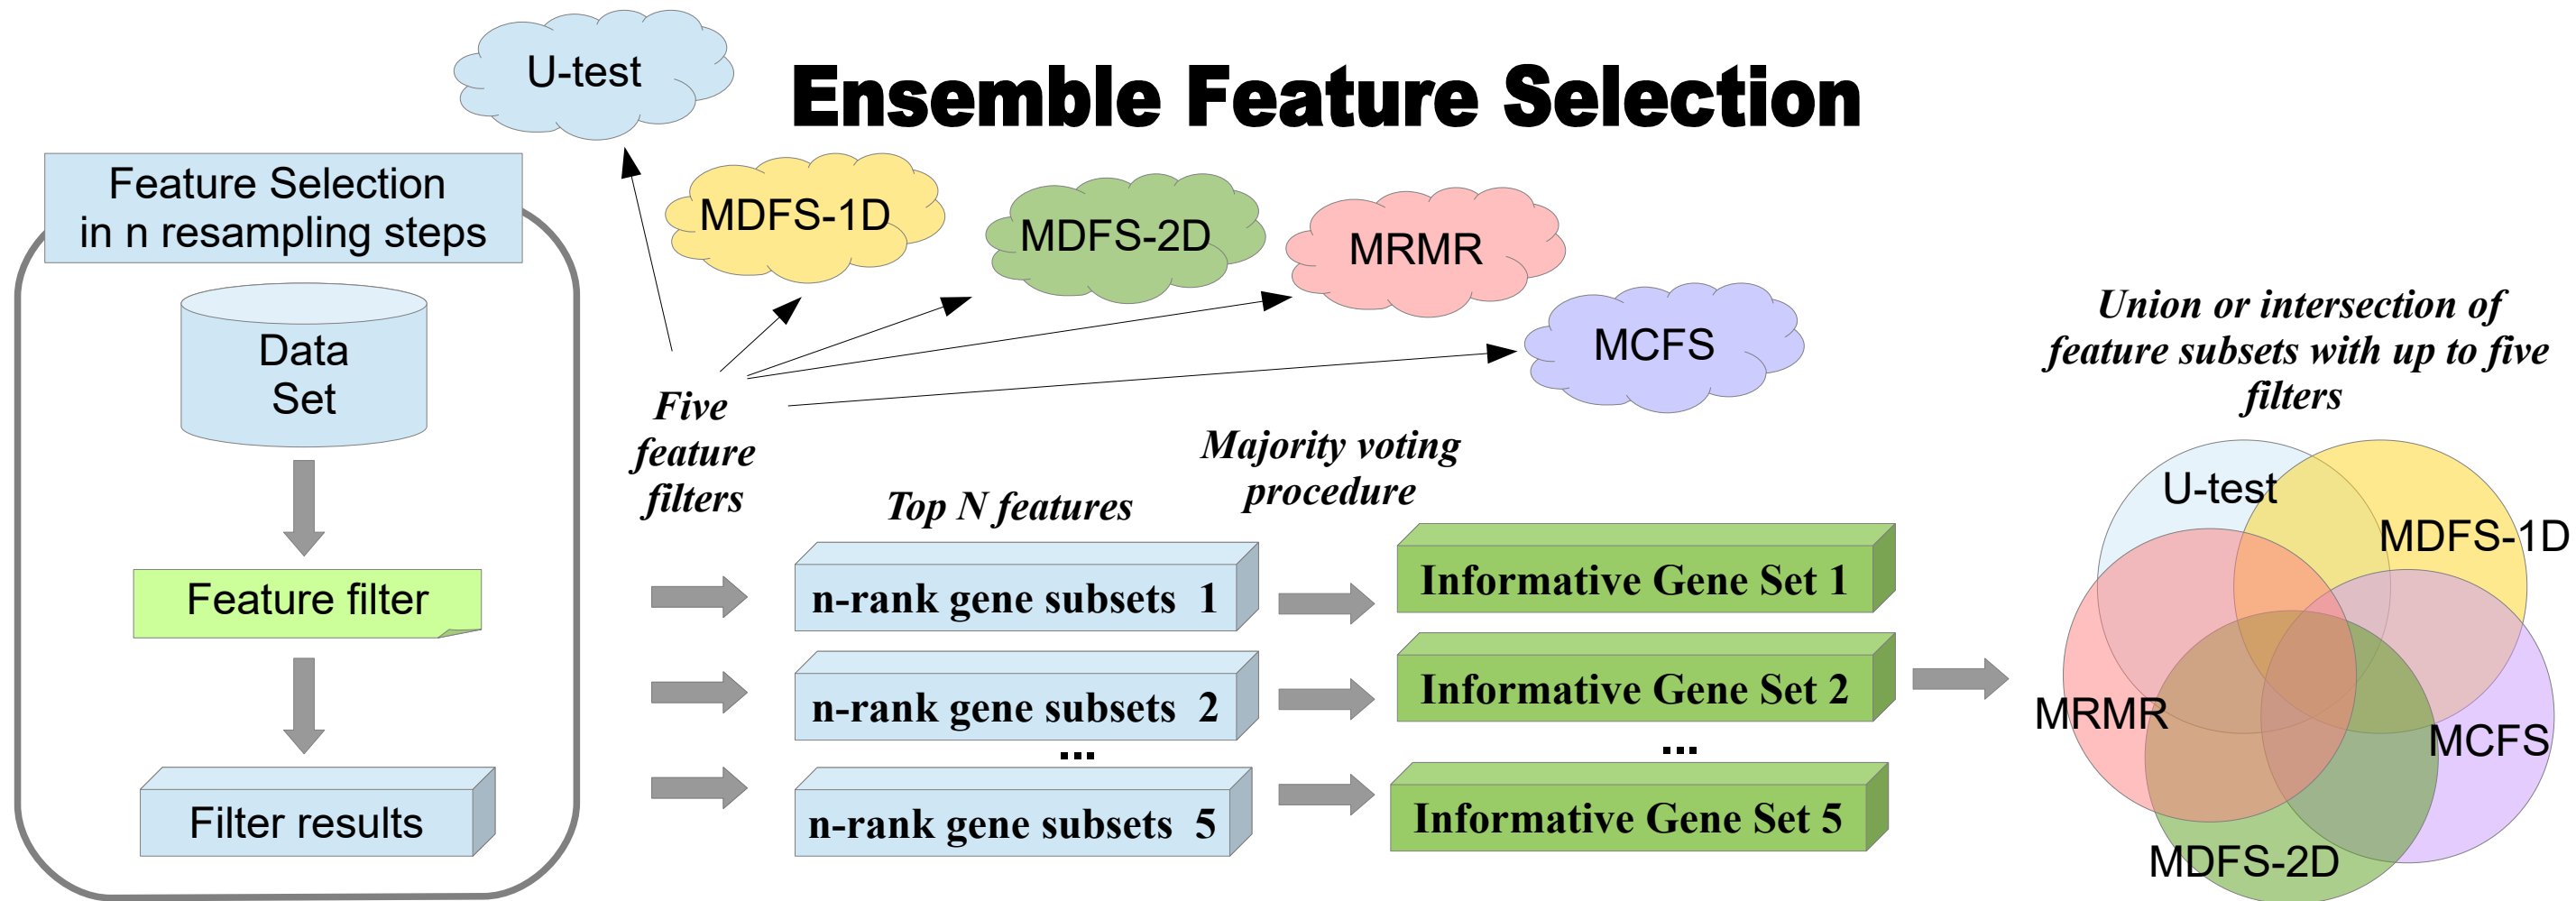 U-test
Ensemble Feature Selection
Feature Selection
in n resampling steps
MDFS-1D
MDFS-2D
MRMR
MCFS
Data
Set
Feature filter
Filter results
Five
feature
filters
Top N features
Majority voting
procedure
n-rank gene subsets 1
n-rank gene subsets 2
...
n-rank gene subsets 5
Informative Gene Set 1
Informative Gene Set 2
...
Informative Gene Set 5
Union or intersection of
feature subsets with up to five
filters
U-test
MDFS-1D
MRMR
MCFS
MDFS-2D